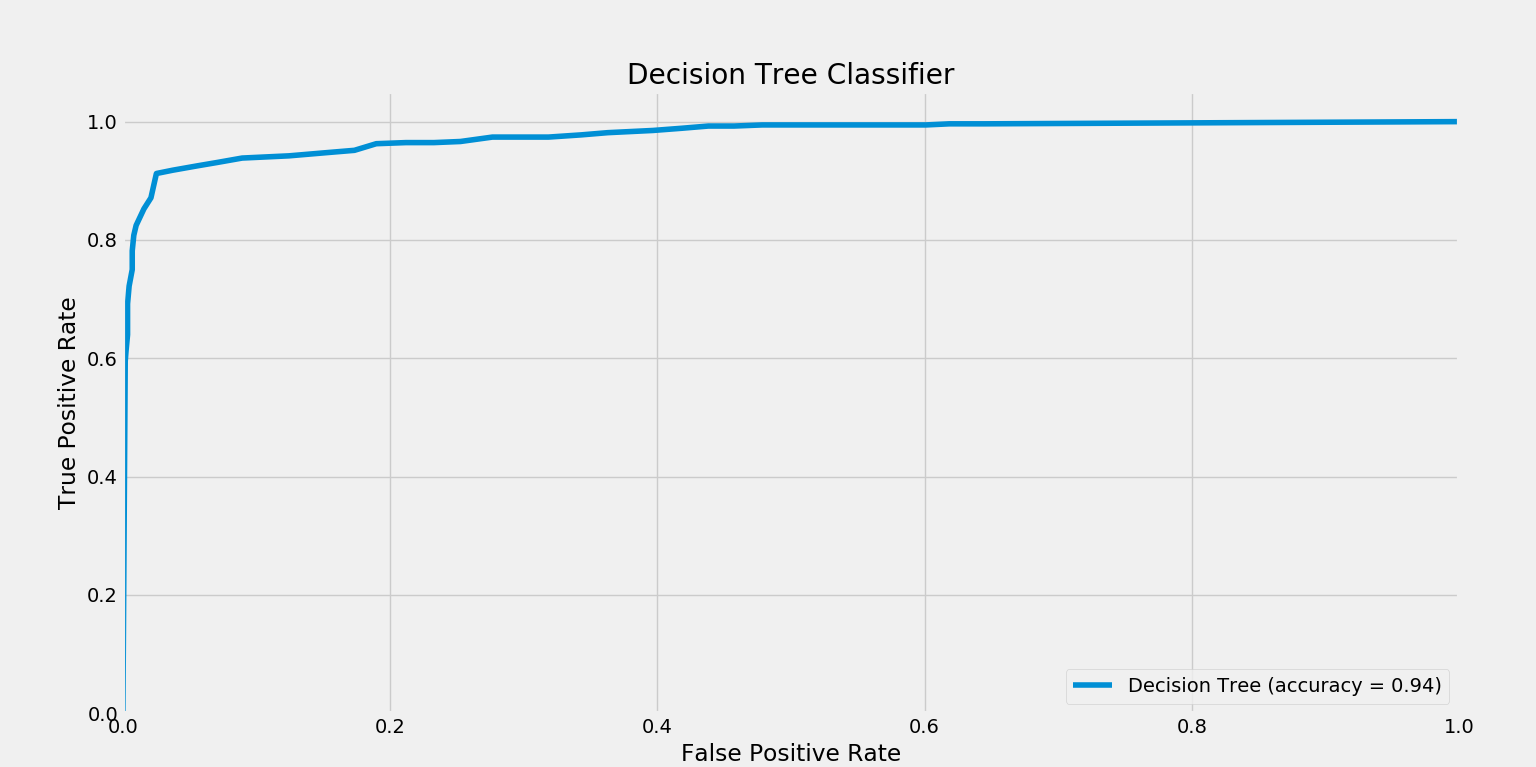 Decision Tree Classifier
1.0
0.8
0.6
0.4
0.2
0.0
True Positive Rate
Decision Tree (accuracy = 0.94)
0.0 0.2 0.4 0.6 0.8 1.0
False Positive Rate